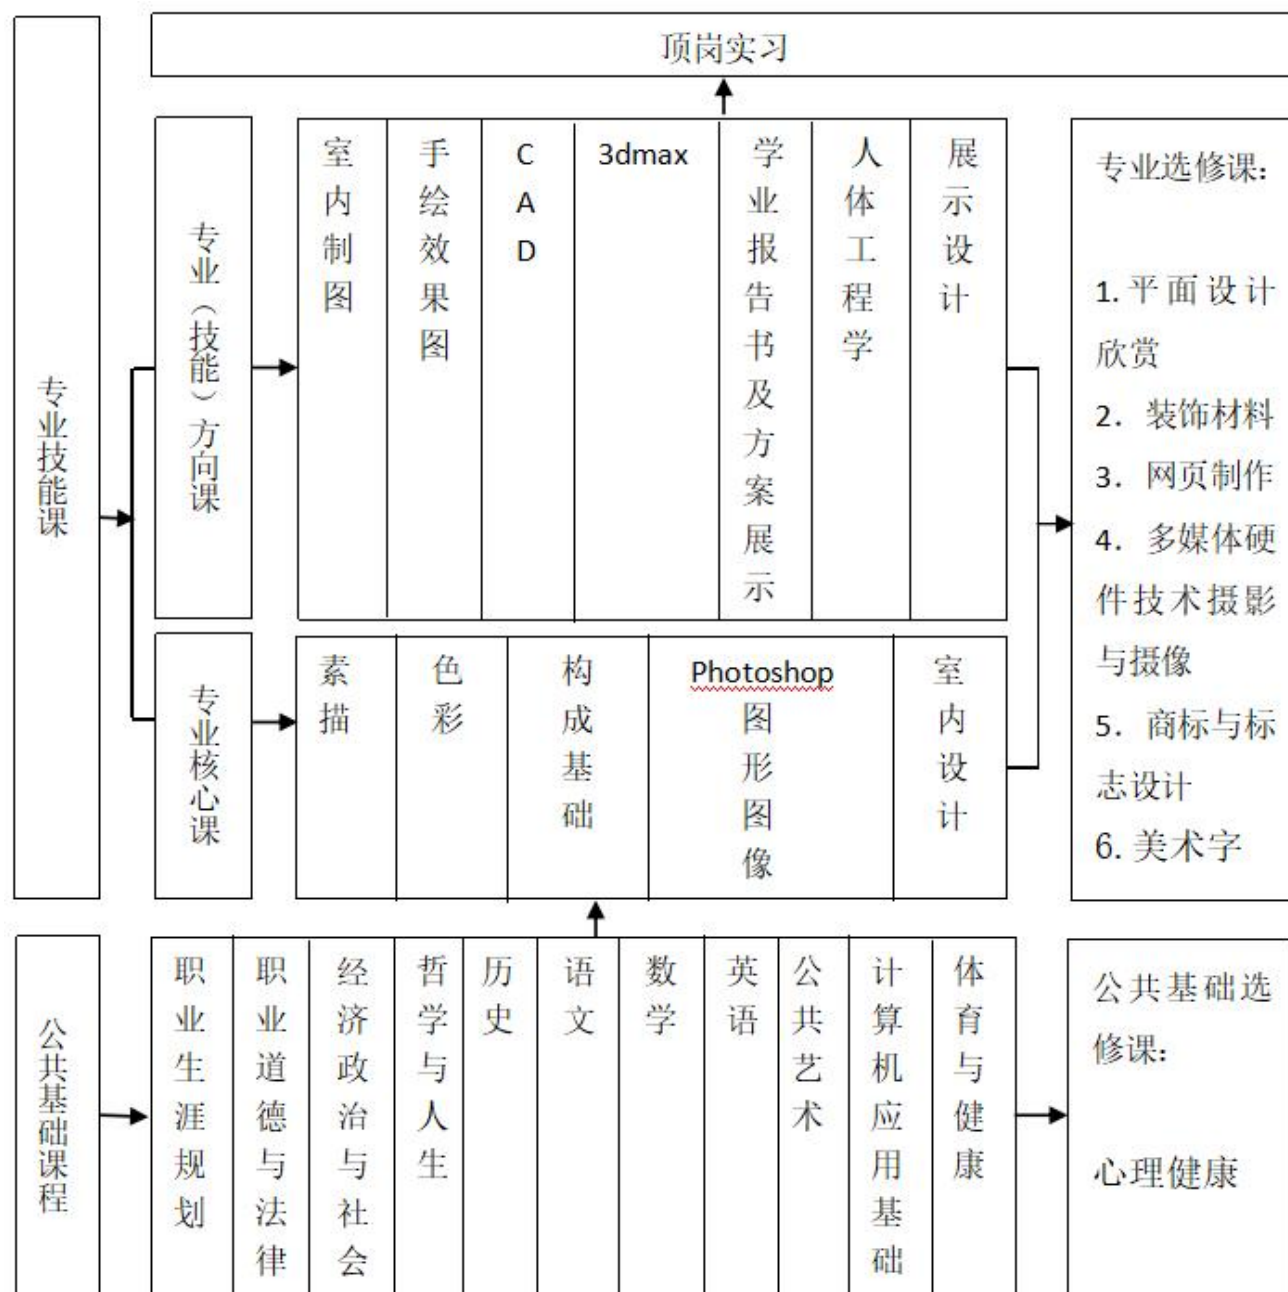 顶岗实习
专业技能课
专业（技能）方向课
室内制图
手绘效果图
CAD
3dmax
学业报告书及方案展示
人体工程学
展示设计
专业选修课：
1.平面设计
欣赏
2．装饰材料
3．网页制作
4．多媒体硬
件技术摄影
与摄像
5．商标与标
志设计
6.美术字
专业核心课
素描
色彩
构成基础
Photoshop
图形图像
室内设计
公共基础课程
职业生涯规划
职业道德与法律
经济政治与社会
哲学与人生
历史
语文
数学
英语
公共艺术
计算机应用基础
体育与健康
公共基础选
修课：
心理健康